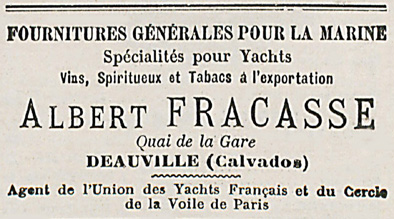 FOURNITURES GÉNÉRALES POUR LA MARINE
Spécialités pour Yachts
Vins, Spiritueux et Tabacs à l'exportation
ALBERT FRACASSE
Quai de la Gare
DEAUVILLE (Calvados)
Agent de l'Union des Yachts Français et du Cercle
de la Voile de Paris